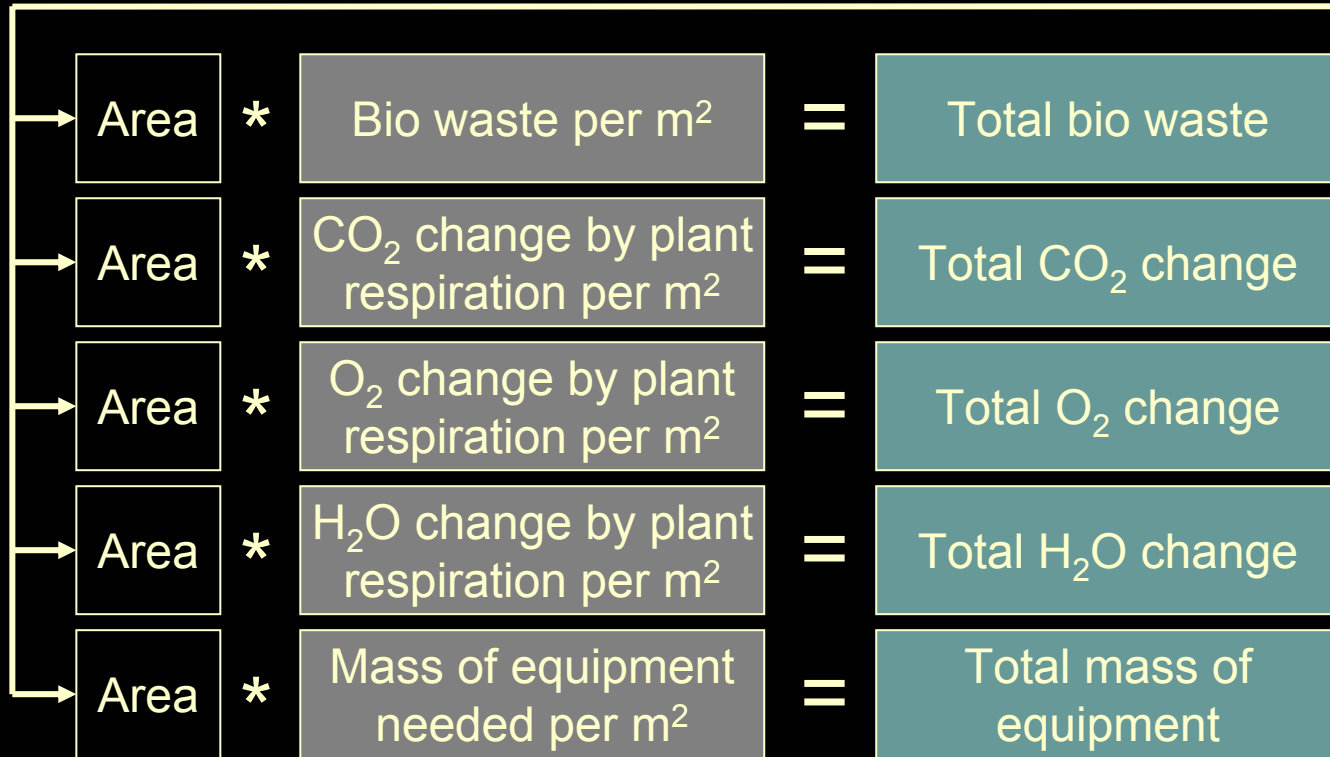 Area * Bio waste per m² = Total bio waste
CO₂ change by plant
Area * respiration per m² = Total CO₂ change
O₂ change by plant
Area * respiration per m² = Total O₂ change
H₂O change by plant
Area * respiration per m² = Total H₂O change
Mass of equipment
Area * needed per m² = Total mass of
equipment